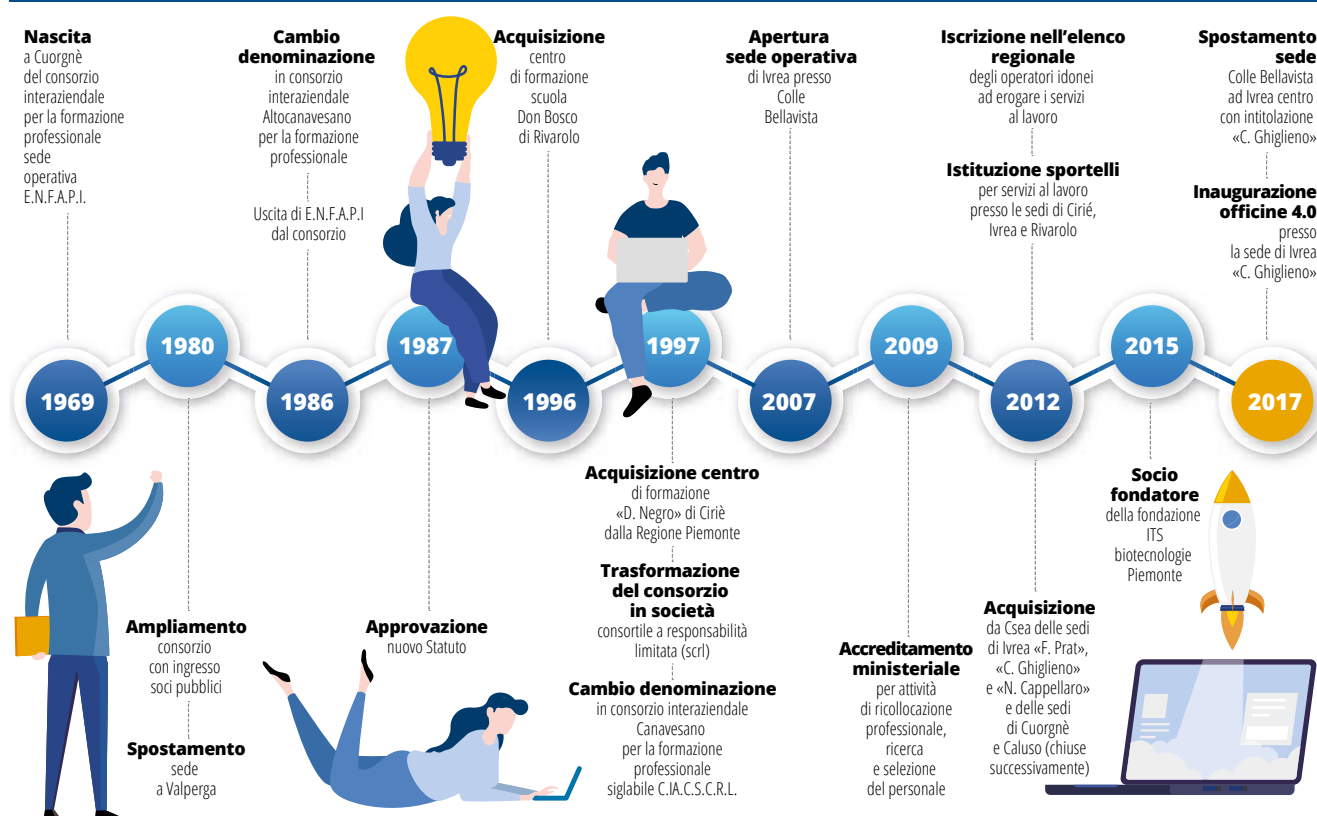 Nascita
a Cuorgnè
del consorzio
interaziendale
per la formazione
professionale
sede
operativa
E.N.F.A.P.I.
Cambio
denominazione
in consorzio
interaziendale
Altocanavesano
per la formazione
professionale
Uscita di E.N.F.A.P.I
dal consorzio
Acquisizione
centro
di formazione
scuola
Don Bosco
di Rivarolo
Apertura
sede operativa
di Ivrea presso
Colle
Bellavista
Iscrizione nell'elenco
regionale
degli operatori idonei
ad erogare i servizi
al lavoro
Istituzione sportelli
per servizi al lavoro
presso le sedi di Cirié,
Ivrea e Rivarolo
Spostamento
sede
Colle Bellavista
ad Ivrea centro
con intitolazione
«C. Ghiglieno»
Inaugurazione
officine 4.0
presso
la sede di Ivrea
«C. Ghiglieno»
1969
1980
1986
1987
1996
1997
2007
2009
2012
2015
2017
Ampliamento
consorzio
con ingresso
soci pubblici
Spostamento
sede
a Valperga
Approvazione
nuovo Statuto
Acquisizione centro
di formazione
«D. Negro» di Ciriè
dalla Regione Piemonte
Trasformazione
del consorzio
in società
consortile a responsabilità
limitata (scrl)
Cambio denominazione
in consorzio interaziendale
Canavesano
per la formazione
professionale
siglabile C.IA.C.S.C.R.L.
Accreditamento
ministeriale
per attività
di ricollocazione
professionale,
ricerca
e selezione
del personale
Acquisizione
da Csea delle sedi
di Ivrea «F. Prat»,
«C. Ghiglieno»
e «N. Cappellaro»
e delle sedi
di Cuorgnè
e Caluso (chiuse
successivamente)
Socio
fondatore
della fondazione
ITS
biotecnologie
Piemonte